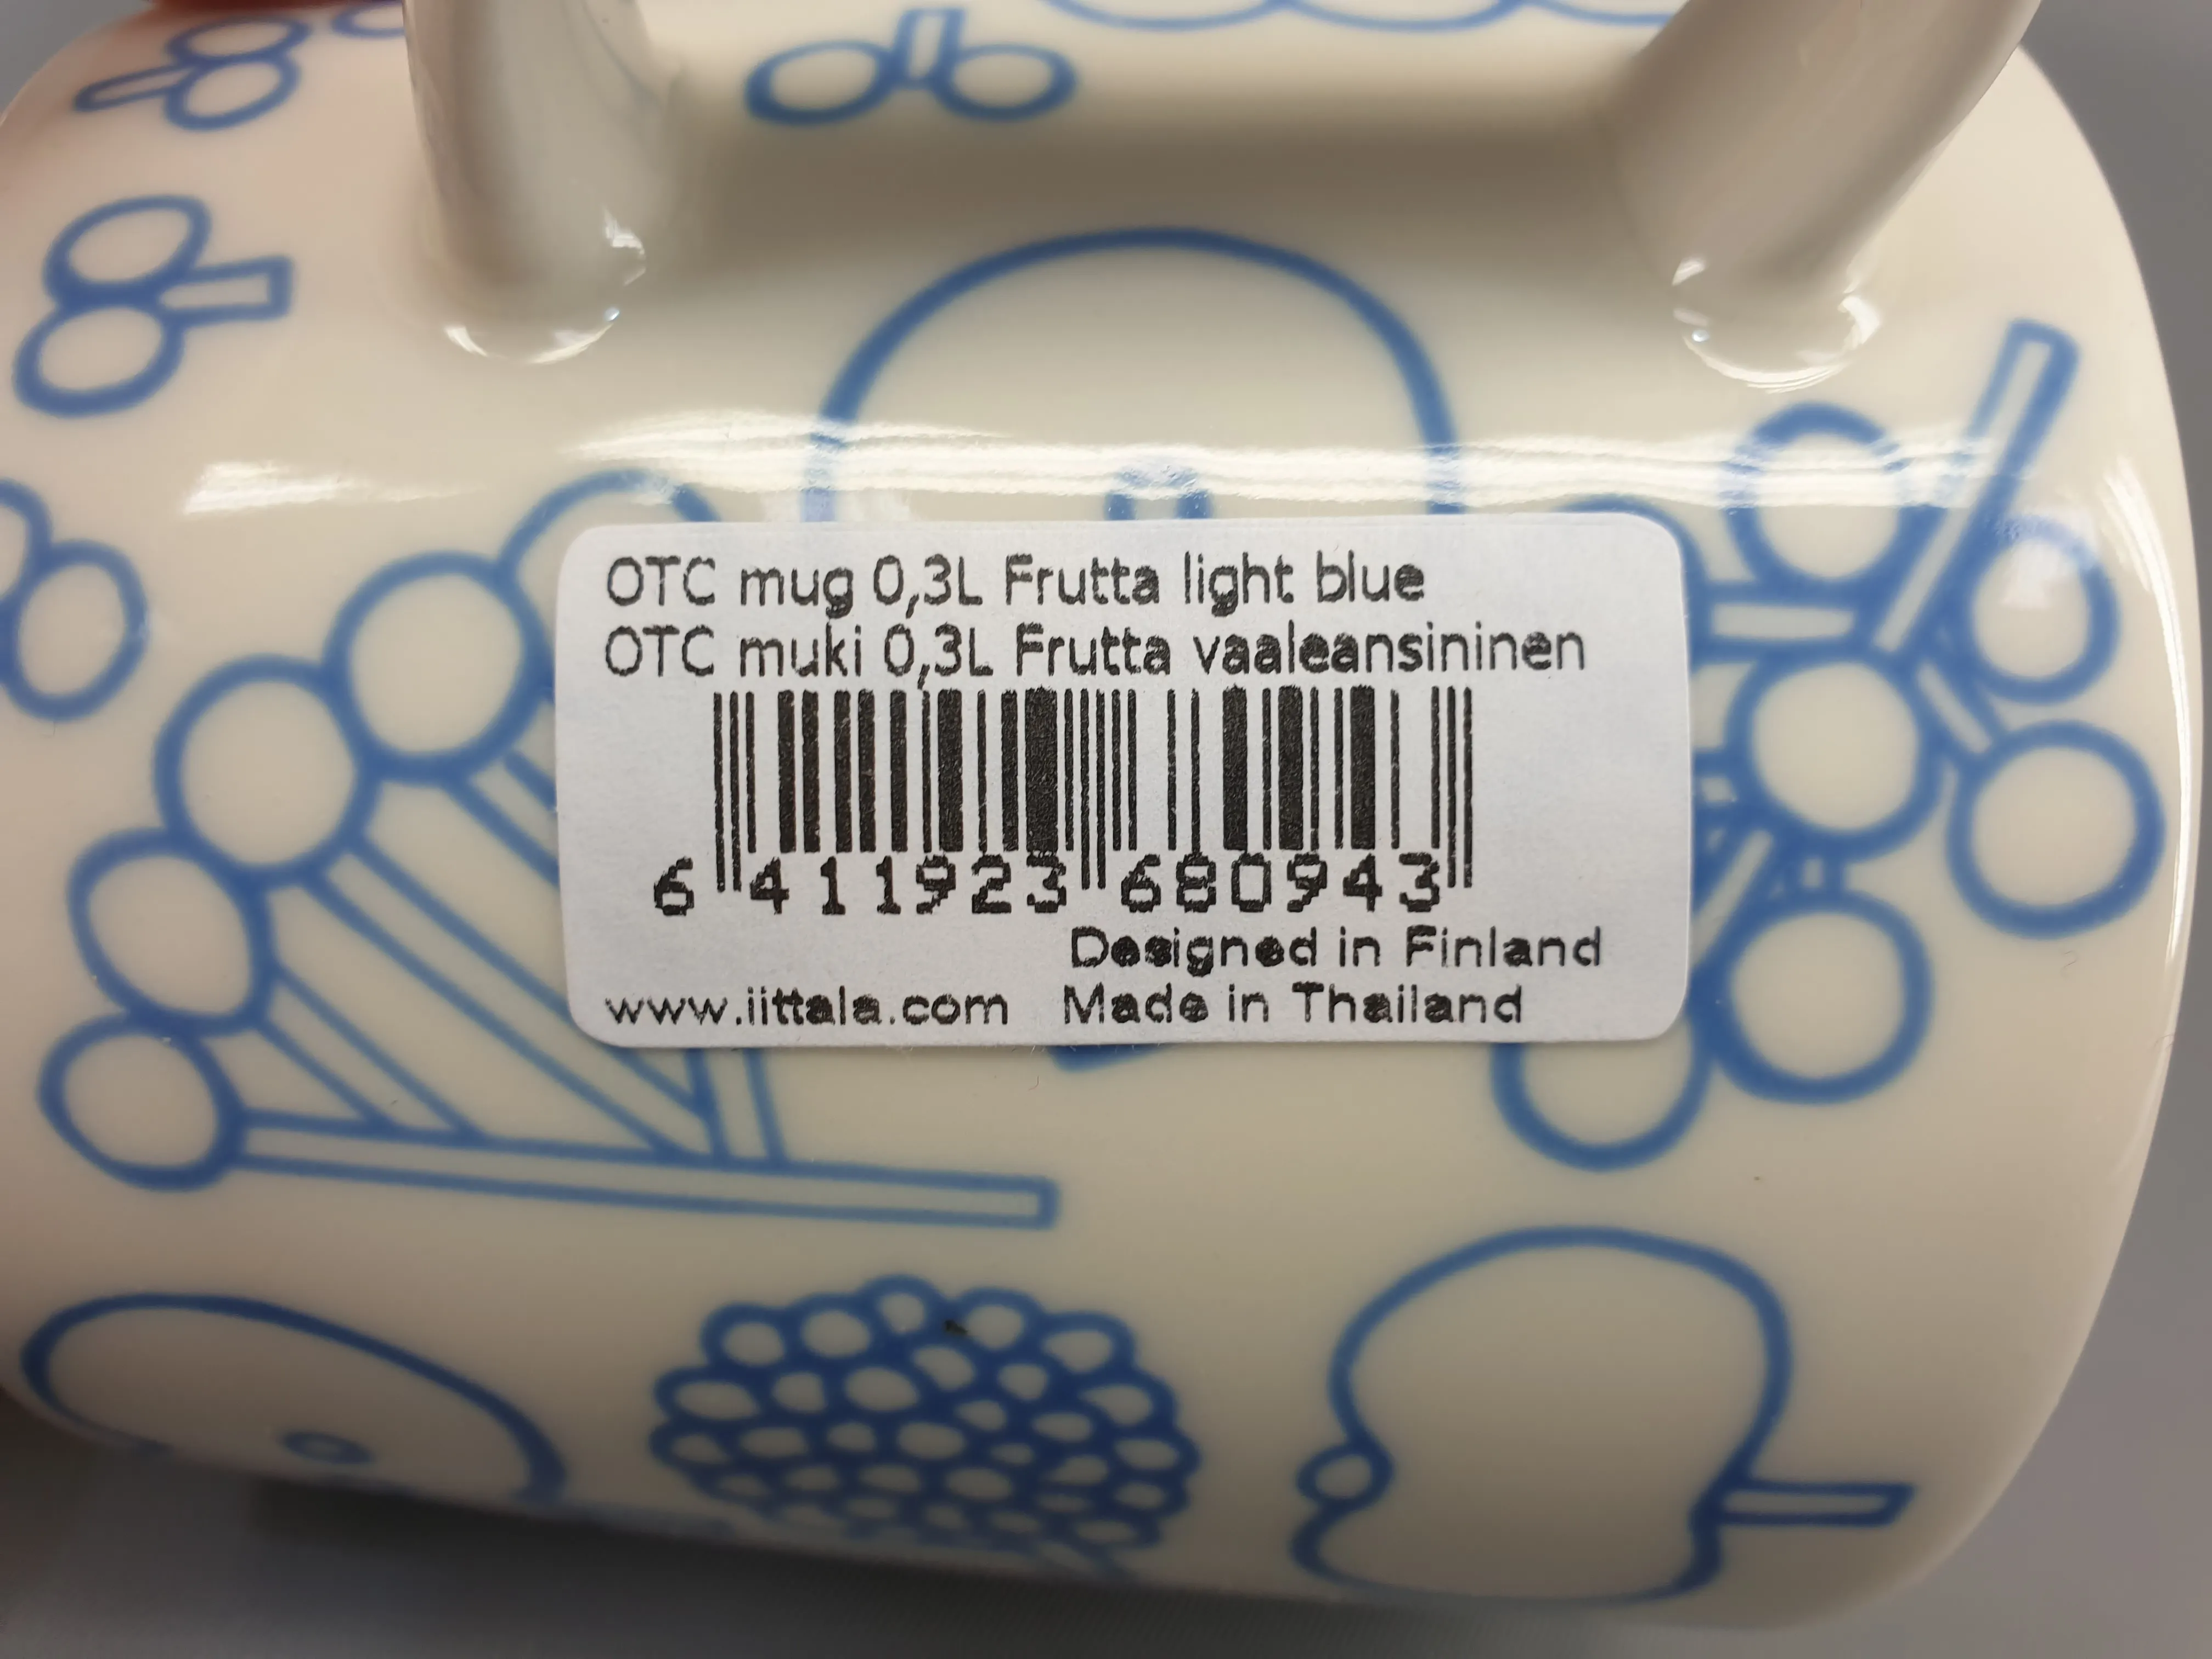 OTC mug 0,3L Frutta light blue
OTC muki 0,3L Frutta vaaleansininen
6 411923 680943
Designed in Finland
www.iittala.com Made in Thailand